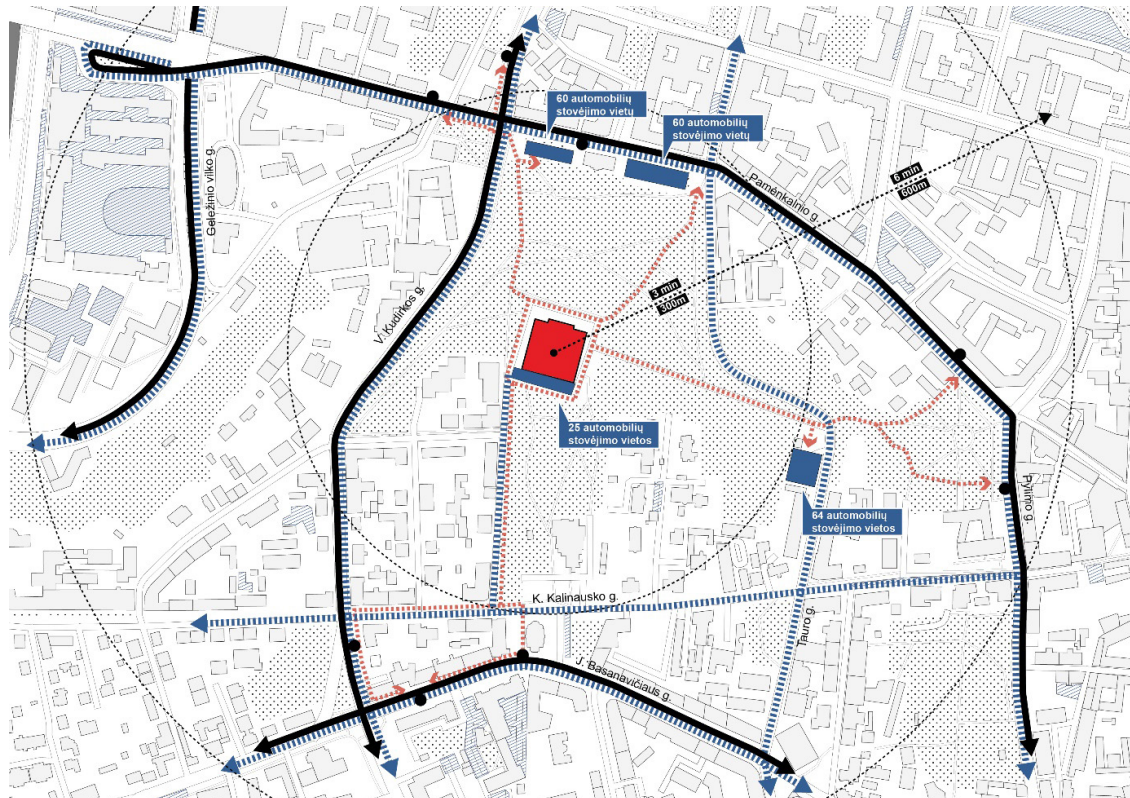 60 automobilių
stovėjimo vietų
60 automobilių
stovėjimo vietų
Geležinio vilko g.
Pamėnkalnio g.
6 min
600m
3 min
300m
V. Kudirkos g.
25 automobilių
stovėjimo vietos
Pylimo g.
64 automobilių
stovėjimo vietos
K. Kalinausko g.
Tauro g.
J. Basanavičiaus g.